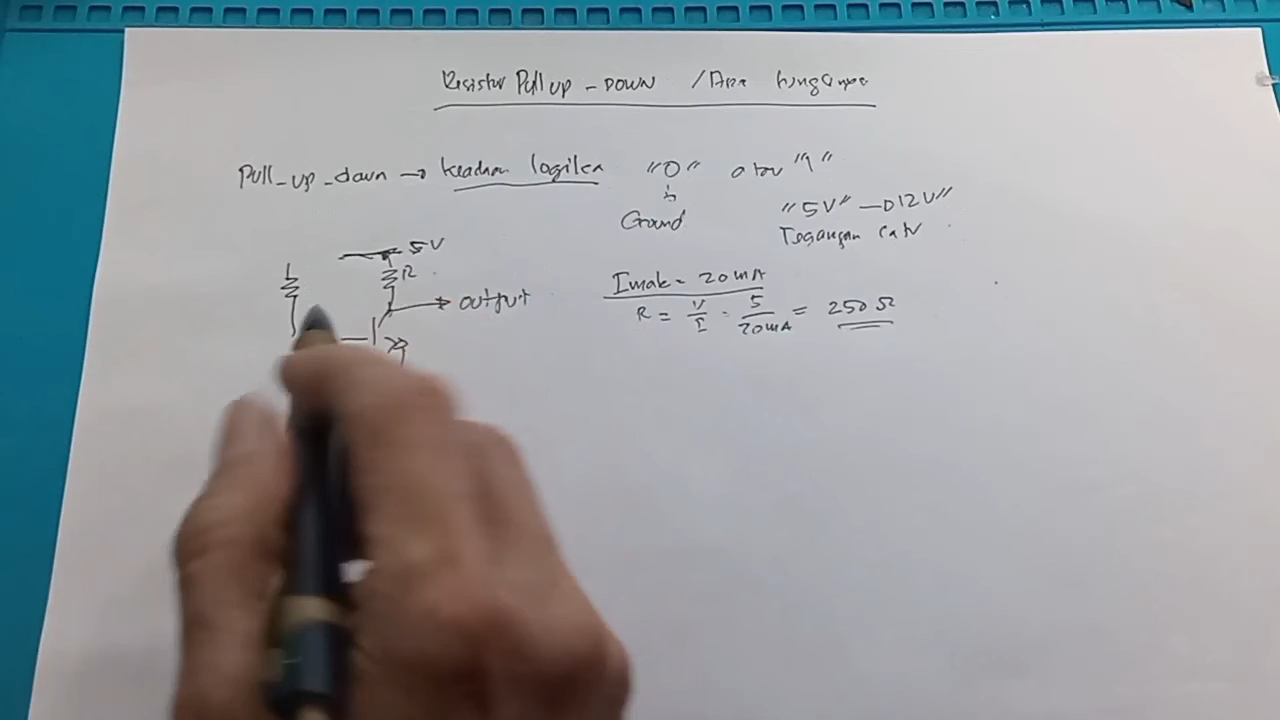 Resistor Pull up - DOWN / Apa fungsinya
Pull_up_down → keadaan logika "0" atau "1"
Ground
"5V" — 12V"
Tegangan Catu
5V
R
output
Imak = 20mA
R = V/I = 5/20mA = 250 Ω